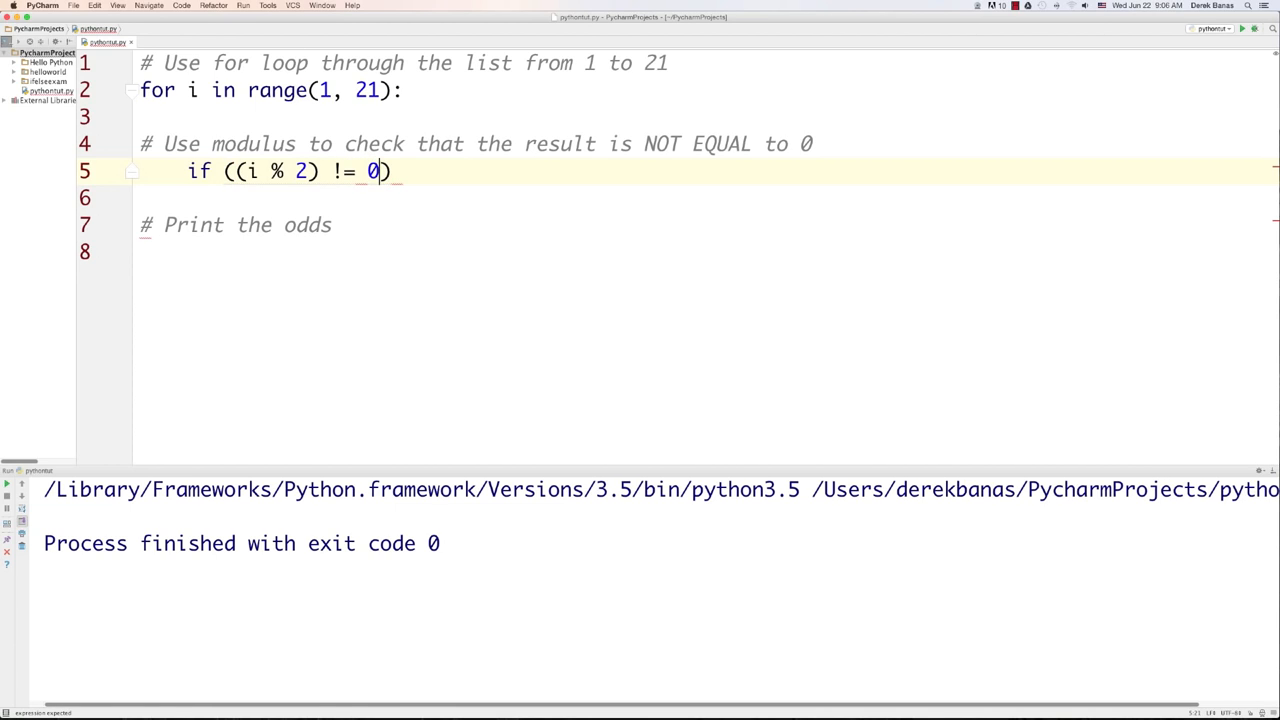 PyCharm File Edit View Navigate Code Refactor Run Tools VCS Window Help 10 Wed Jun 22 9:06 AM Derek Banas
pythontut.py - PycharmProjects - [~/PycharmProjects]
PycharmProjects pythontut.py pythontut
pythontut.py
PycharmProject
Hello Python
helloworld
ifelseexam
pythontut.py
External Librarie
1 # Use for loop through the list from 1 to 21
2 for i in range(1, 21):
3
4 # Use modulus to check that the result is NOT EQUAL to 0
5 if ((i % 2) != 0)
6
7 # Print the odds
8
Run pythontut
/Library/Frameworks/Python.framework/Versions/3.5/bin/python3.5 /Users/derekbanas/PycharmProjects/pytho
Process finished with exit code 0
expression expected 5:21 LF÷ UTF-8÷